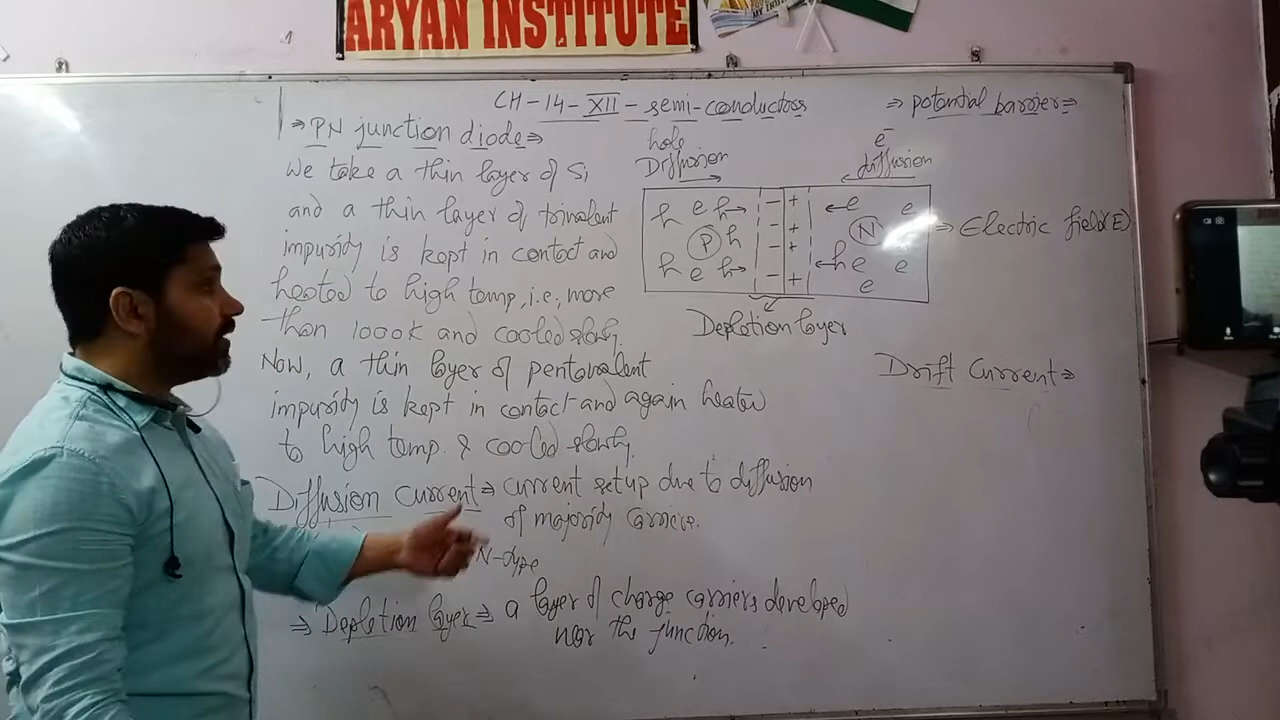 ARYAN INSTITUTE
CH-14-XII-semi-conductors
⇒ PN junction diode ⇒
We take a thin layer of Si
and a thin layer of trivalent
impurity is kept in contact and
heated to high temp, i.e., more
than 1000K and cooled slowly.
Now, a thin layer of pentavalent
impurity is kept in contact and again heated
to high temp. & cooled slowly.
Diffusion current ⇒ current setup due to diffusion
of majority carriers.
N-type
⇒ Depletion layer ⇒ a layer of charge carriers developed
near the junction.
⇒ potential barrier ⇒
hole
Diffusion
e-
diffusion
h e h - + e e
P h - + N
- +
h e h - + h e e
e
Depletion layer
⇒ Electric field (E)
Drift Current ⇒